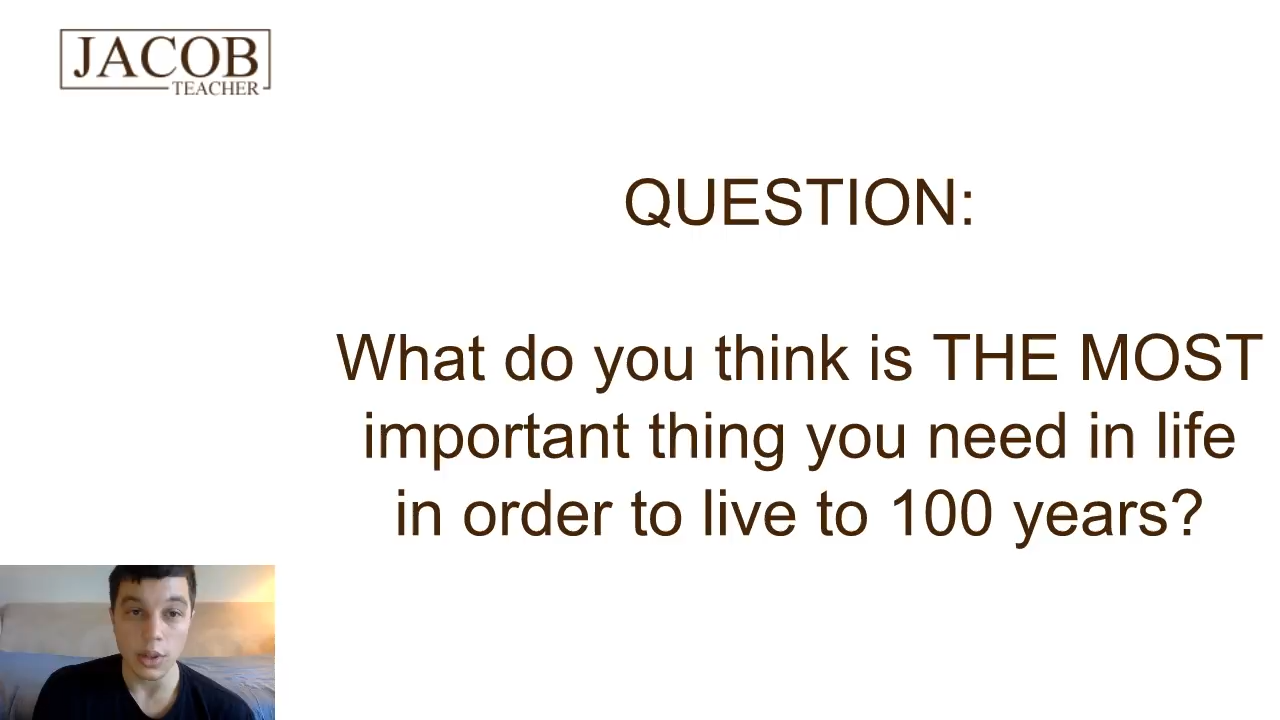 JACOB
TEACHER
QUESTION:
What do you think is THE MOST
important thing you need in life
in order to live to 100 years?